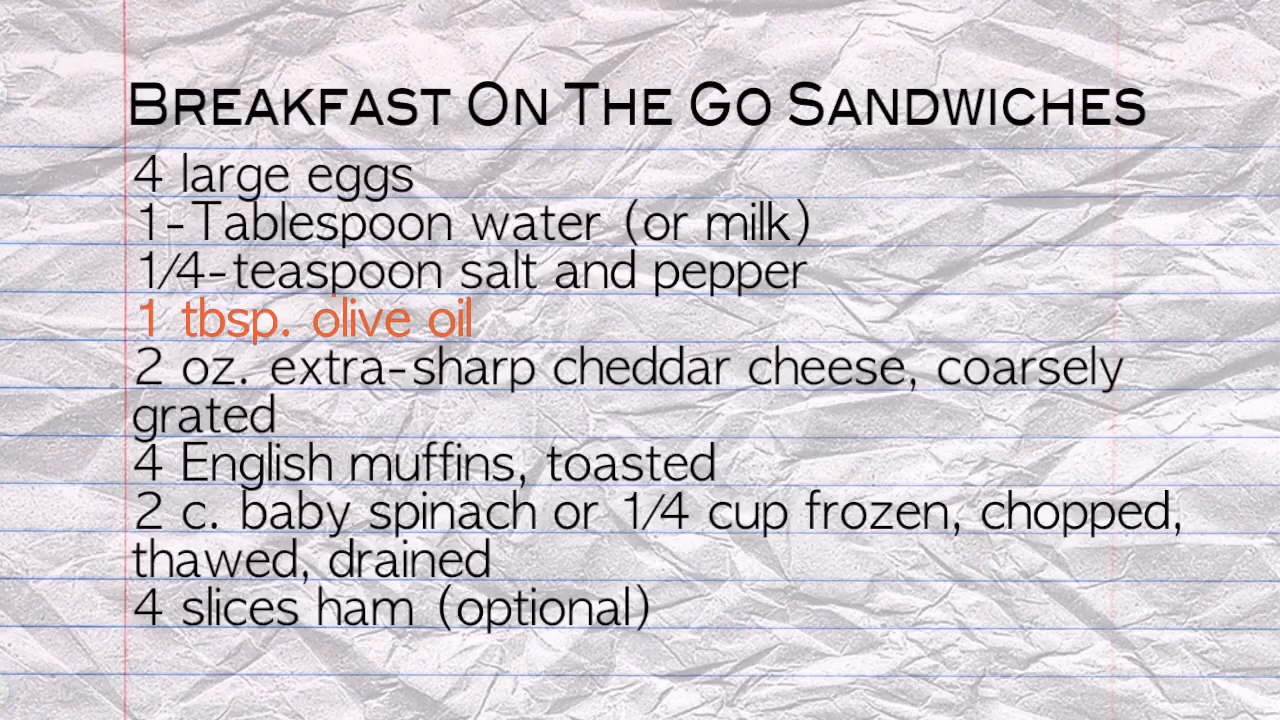 BREAKFAST ON THE GO SANDWICHES
4 large eggs
1-Tablespoon water (or milk)
1/4-teaspoon salt and pepper
1 tbsp. olive oil
2 oz. extra-sharp cheddar cheese, coarsely
grated
4 English muffins, toasted
2 c. baby spinach or 1/4 cup frozen, chopped,
thawed, drained
4 slices ham (optional)